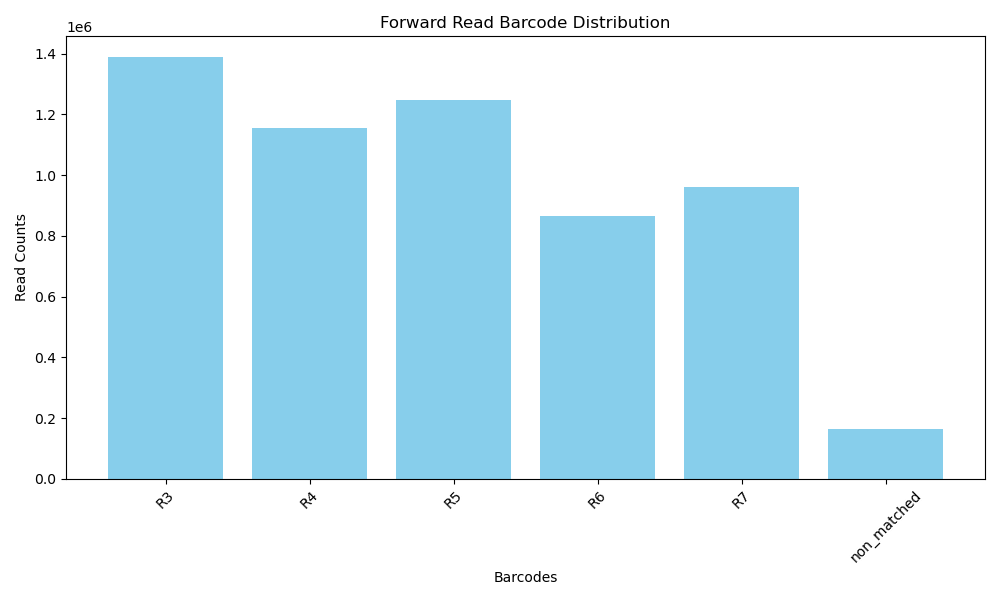 Forward Read Barcode Distribution
1e6
1.4
1.2
1.0
0.8
0.6
0.4
0.2
0.0
Read Counts
R3
R4
R5
R6
R7
non_matched
Barcodes